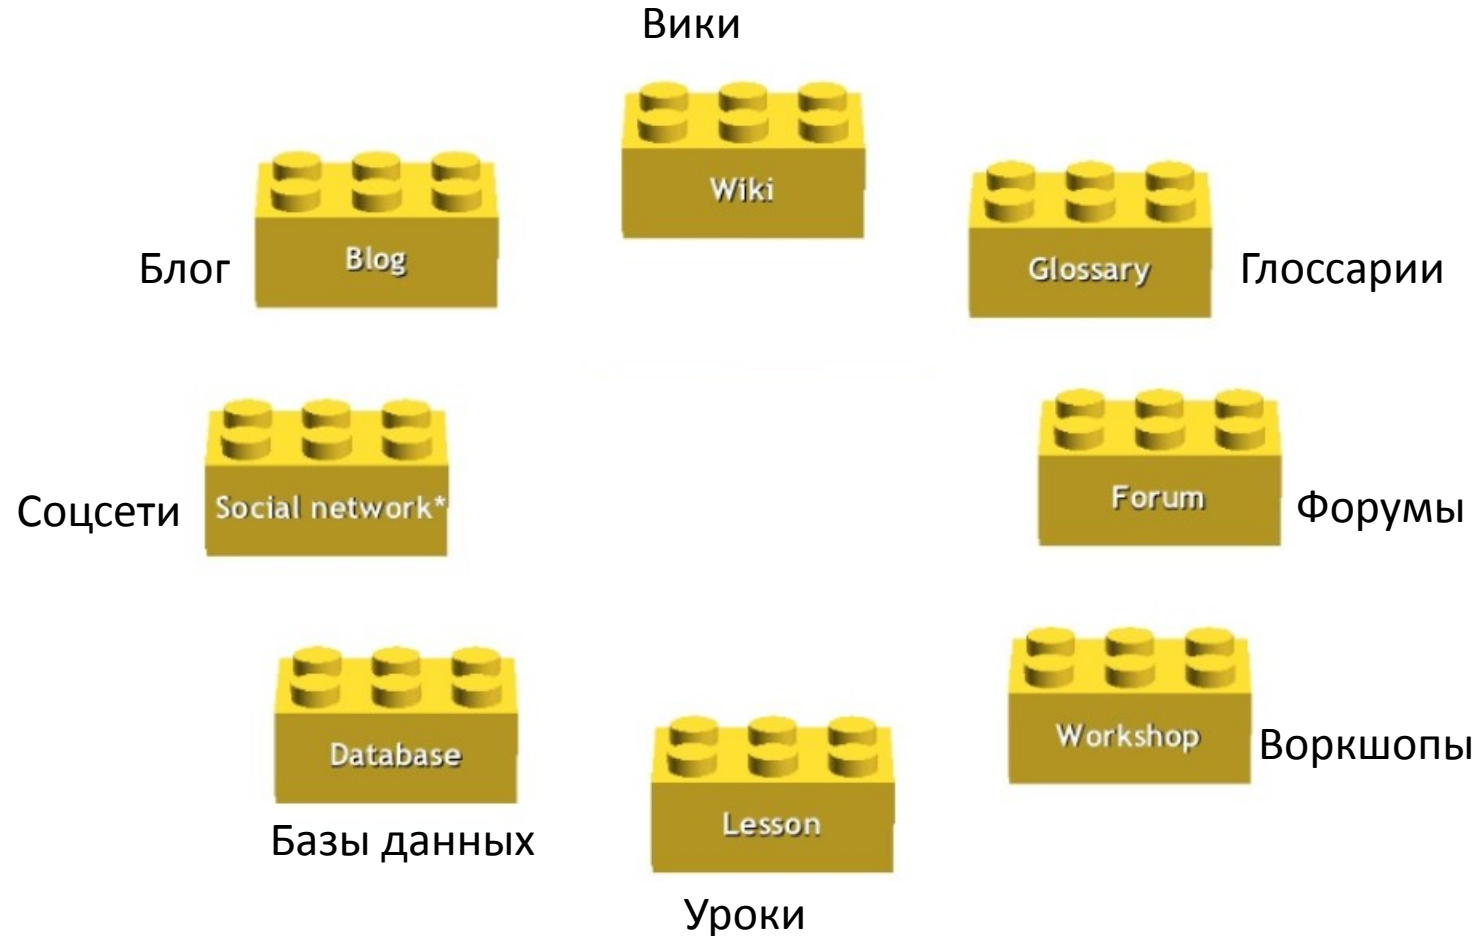 Вики
Wiki
Блог
Blog
Glossary
Глоссарии
Соцсети
Social network*
Forum
Форумы
Database
Базы данных
Workshop
Воркшопы
Lesson
Уроки